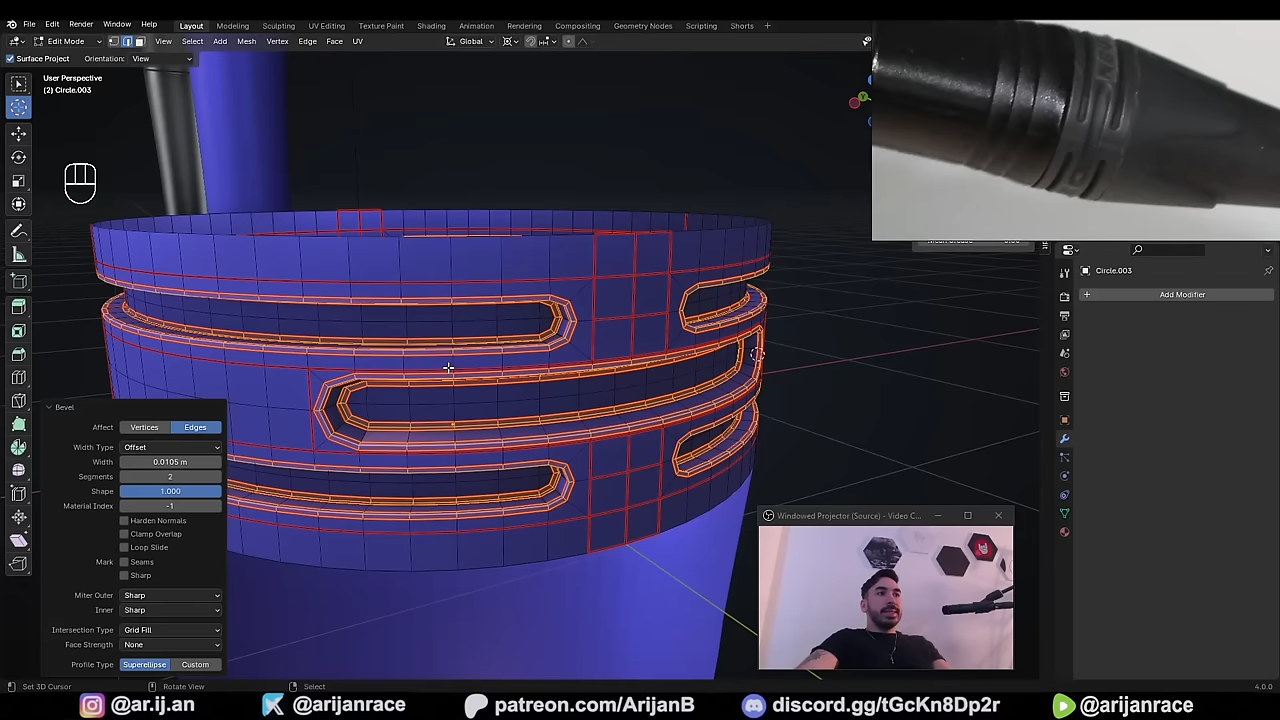 File Edit Render Window Help
Layout Modeling Sculpting UV Editing Texture Paint Shading Animation Rendering Compositing Geometry Nodes Scripting Shorts +
Edit Mode View Select Add Mesh Vertex Edge Face UV Global
Surface Project Orientation: View
User Perspective
(2) Circle.003
Circle.003
+ Add Modifier
Bevel
Affect Vertices Edges
Width Type Offset
Width 0.0105 m
Segments 2
Shape 1.000
Material Index -1
Harden Normals
Clamp Overlap
Loop Slide
Mark Seams
Sharp
Miter Outer Sharp
Inner Sharp
Intersection Type Grid Fill
Face Strength None
Profile Type Superellipse Custom
Windowed Projector (Source) - Video C...
Set 3D Cursor Rotate View Select 4.0.0
@ar.ij.an @arijanrace patreon.com/ArijanB discord.gg/tGcKn8Dp2r @arijanrace